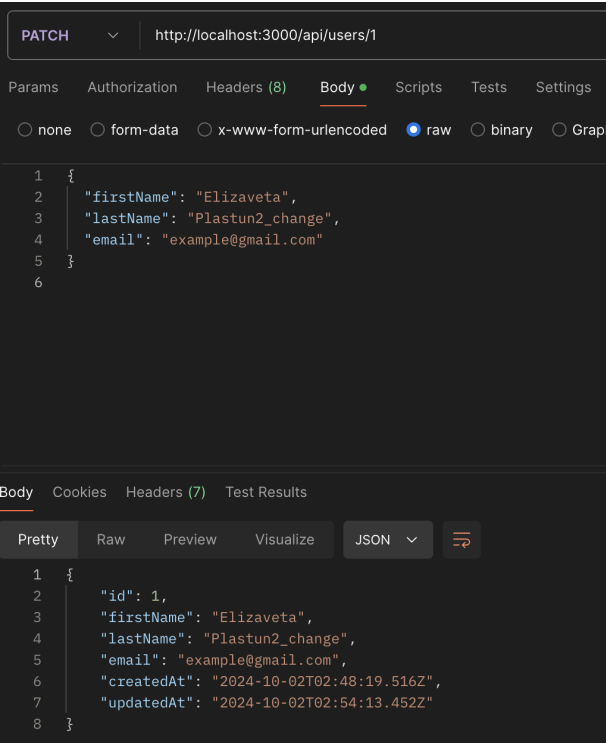 PATCH http://localhost:3000/api/users/1
Params Authorization Headers (8) Body Scripts Tests Settings
none form-data x-www-form-urlencoded raw binary Grap
1 {
2 "firstName": "Elizaveta",
3 "lastName": "Plastun2_change",
4 "email": "example@gmail.com"
5 }
6
Body Cookies Headers (7) Test Results
Pretty Raw Preview Visualize JSON
1 {
2 "id": 1,
3 "firstName": "Elizaveta",
4 "lastName": "Plastun2_change",
5 "email": "example@gmail.com",
6 "createdAt": "2024-10-02T02:48:19.516Z",
7 "updatedAt": "2024-10-02T02:54:13.452Z"
8 }